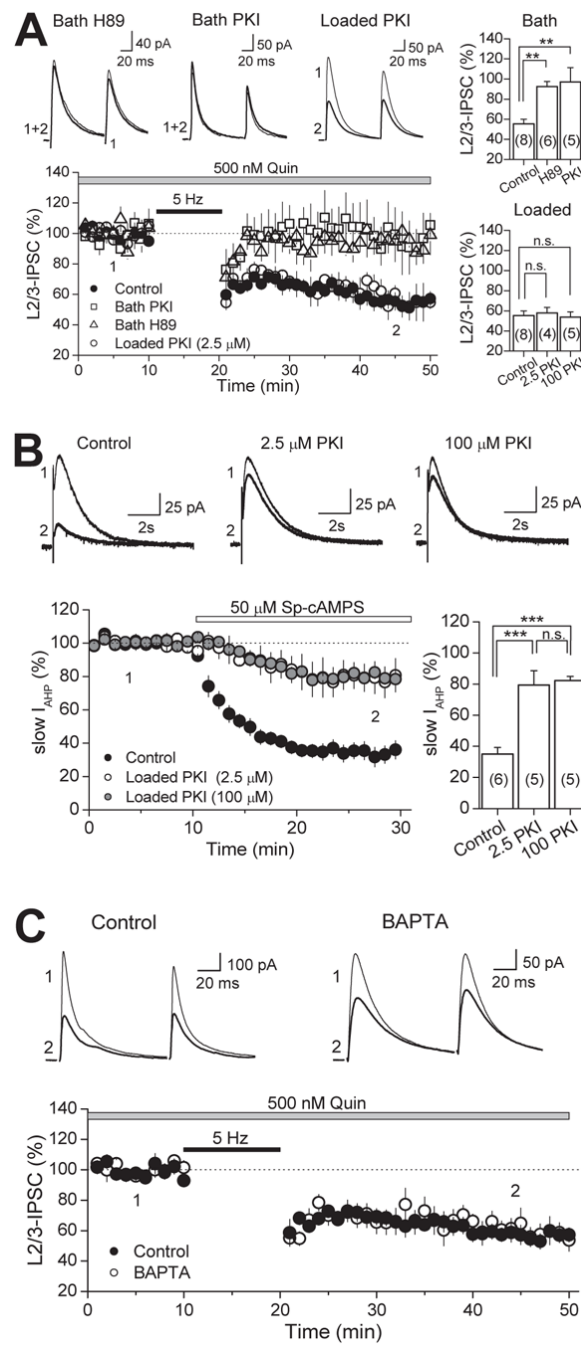 A
Bath H89
40 pA
20 ms
1+2
1
Bath PKI
50 pA
20 ms
1+2
Loaded PKI
50 pA
20 ms
1
2
500 nM Quin
5 Hz
L2/3-IPSC (%)
140
120
100
80
60
40
20
1
2
Control
Bath PKI
Bath H89
Loaded PKI (2.5 μM)
0 10 20 30 40 50
Time (min)
Bath
L2/3-IPSC (%)
140
120
100
80
60
40
20
**
**
(8) (6) (5)
Control H89 PKI
Loaded
L2/3-IPSC (%)
140
120
100
80
60
40
20
n.s.
n.s.
(8) (4) (5)
Control 2.5 PKI 100 PKI
B
Control
1
2
25 pA
2s
2.5 μM PKI
1
2
25 pA
2s
100 μM PKI
1
2
25 pA
2s
50 μM Sp-cAMPS
slow IAHP (%)
120
100
80
60
40
20
0
1
2
Control
Loaded PKI (2.5 μM)
Loaded PKI (100 μM)
0 10 20 30
Time (min)
slow IAHP (%)
120
100
80
60
40
20
0
***
*** n.s.
(6) (5) (5)
Control 2.5 PKI 100 PKI
C
Control
1
2
100 pA
20 ms
BAPTA
1
2
50 pA
20 ms
500 nM Quin
5 Hz
L2/3-IPSC (%)
140
120
100
80
60
40
20
1
2
Control
BAPTA
0 10 20 30 40 50
Time (min)